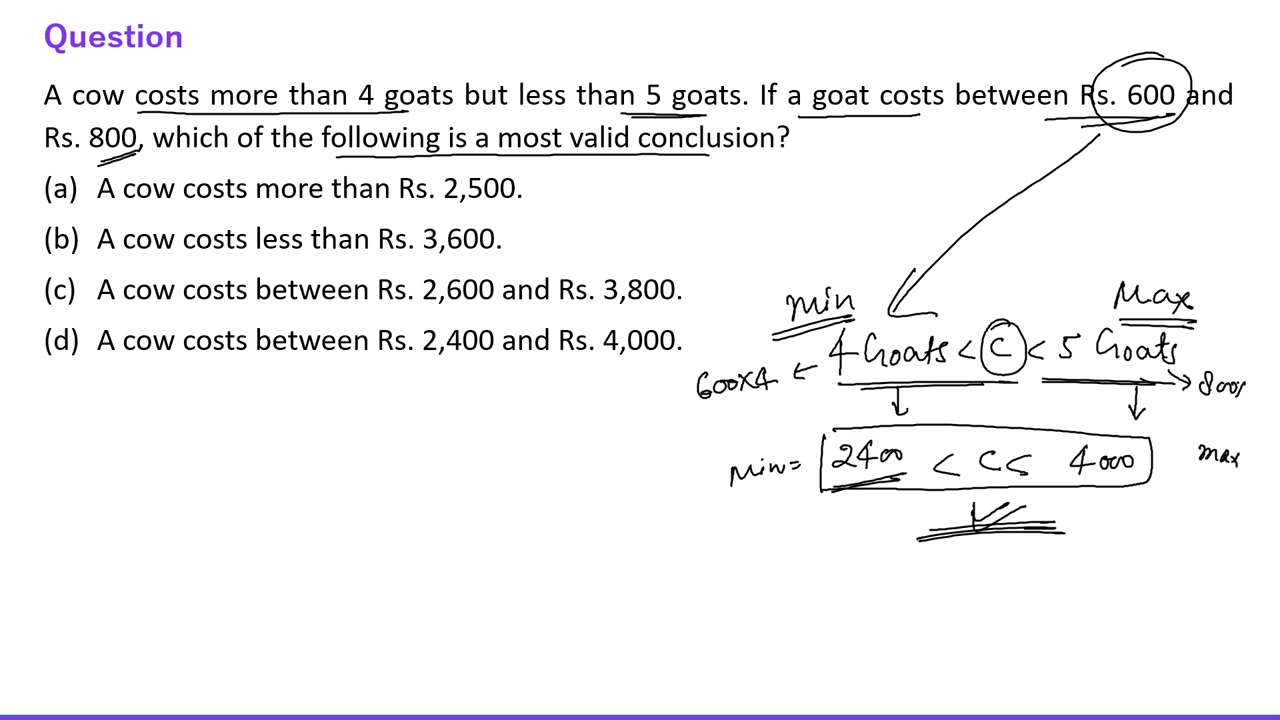 Question
A cow costs more than 4 goats but less than 5 goats. If a goat costs between Rs. 600 and
Rs. 800, which of the following is a most valid conclusion?
(a) A cow costs more than Rs. 2,500.
(b) A cow costs less than Rs. 3,600.
(c) A cow costs between Rs. 2,600 and Rs. 3,800.
(d) A cow costs between Rs. 2,400 and Rs. 4,000.
Min Max
4 Goats < C < 5 Goats
600x4 ←
Min = 2400 < C < 4000 max